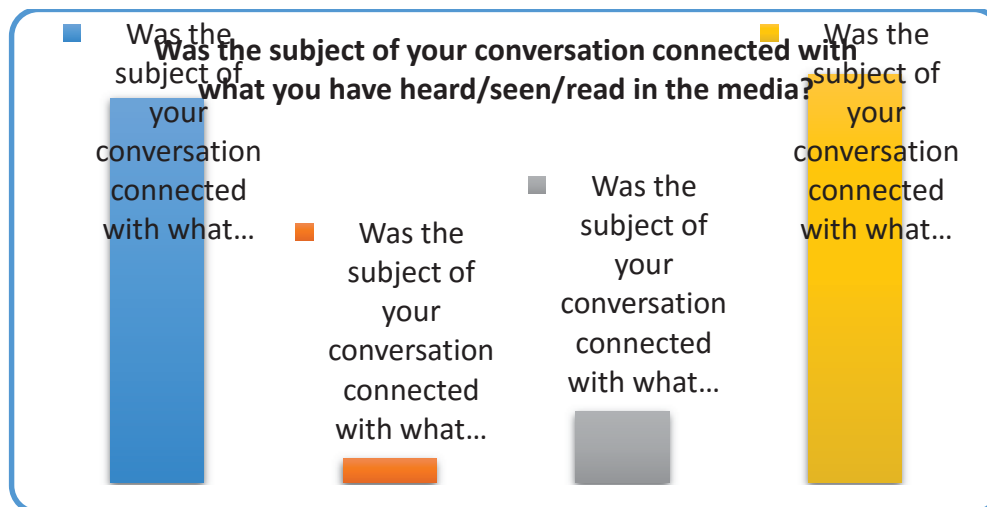 Was the subject of your conversation connected with
what you have heard/seen/read in the media?
Was the
subject of
your
conversation
connected
with what...
Was the
subject of
your
conversation
connected
with what...
Was the
subject of
your
conversation
connected
with what...
Was the
subject of
your
conversation
connected
with what...